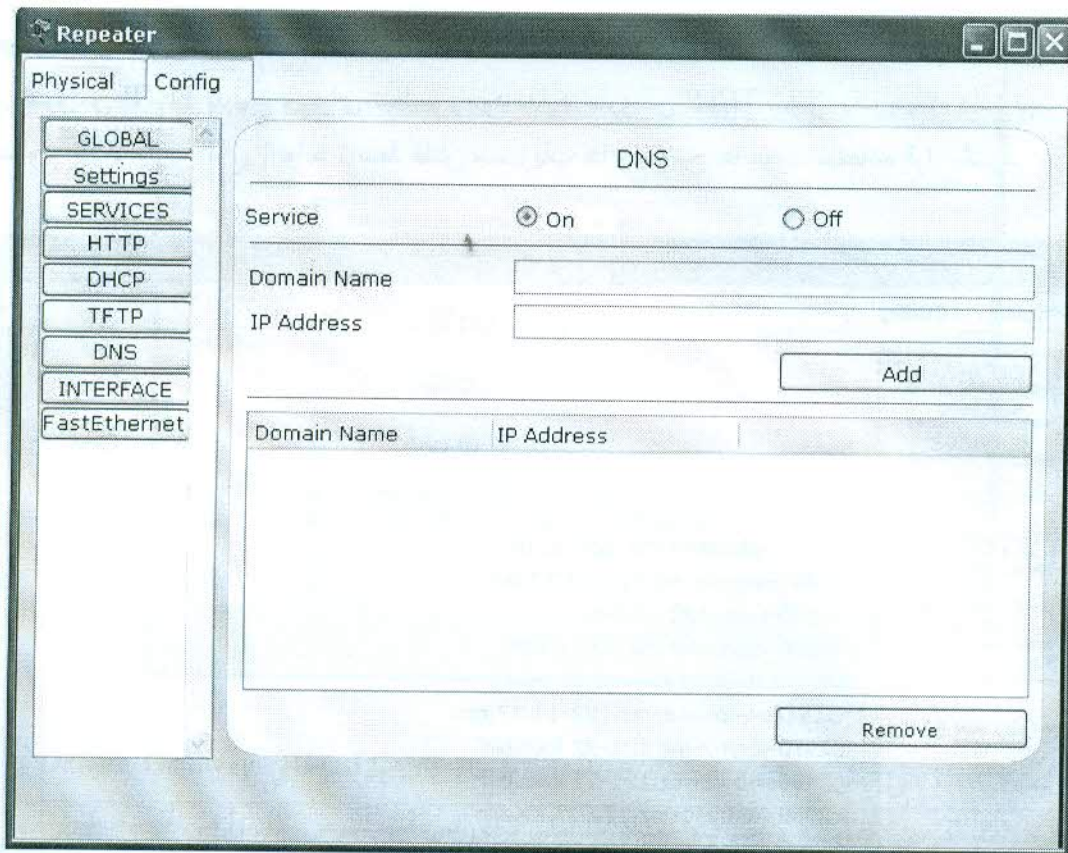 Repeater
Physical Config
GLOBAL
Settings
SERVICES
HTTP
DHCP
TFTP
DNS
INTERFACE
FastEthernet
DNS
Service On Off
Domain Name
IP Address
Add
Domain Name IP Address
Remove